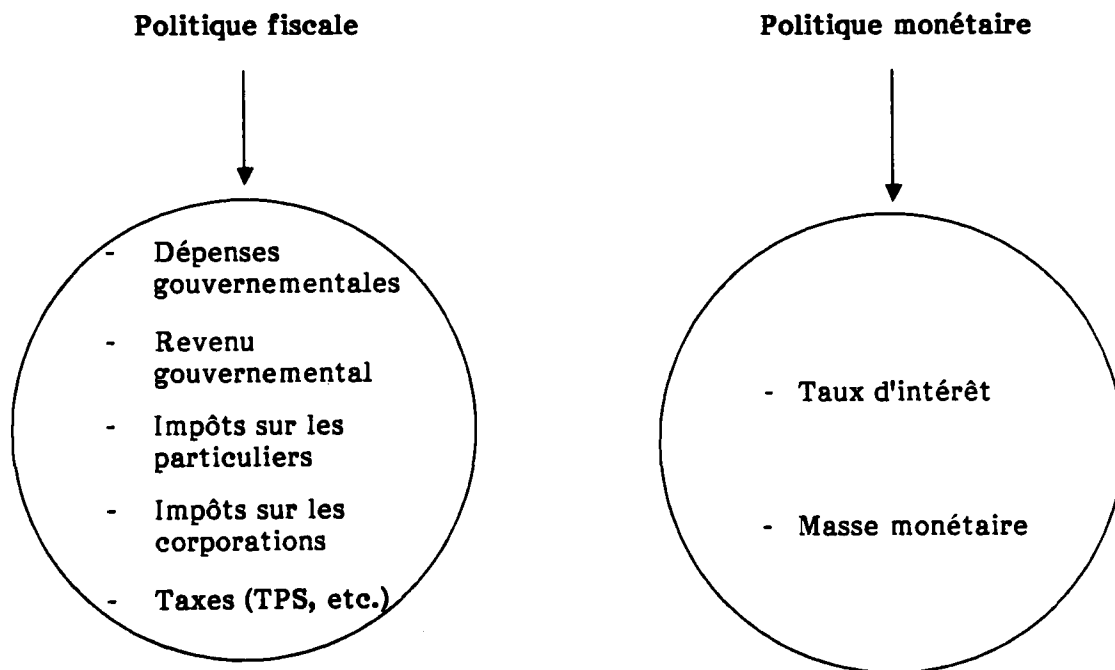 Politique fiscale
- Dépenses
gouvernementales
- Revenu
gouvernemental
- Impôts sur les
particuliers
- Impôts sur les
corporations
- Taxes (TPS, etc.)
Politique monétaire
- Taux d'intérêt
- Masse monétaire